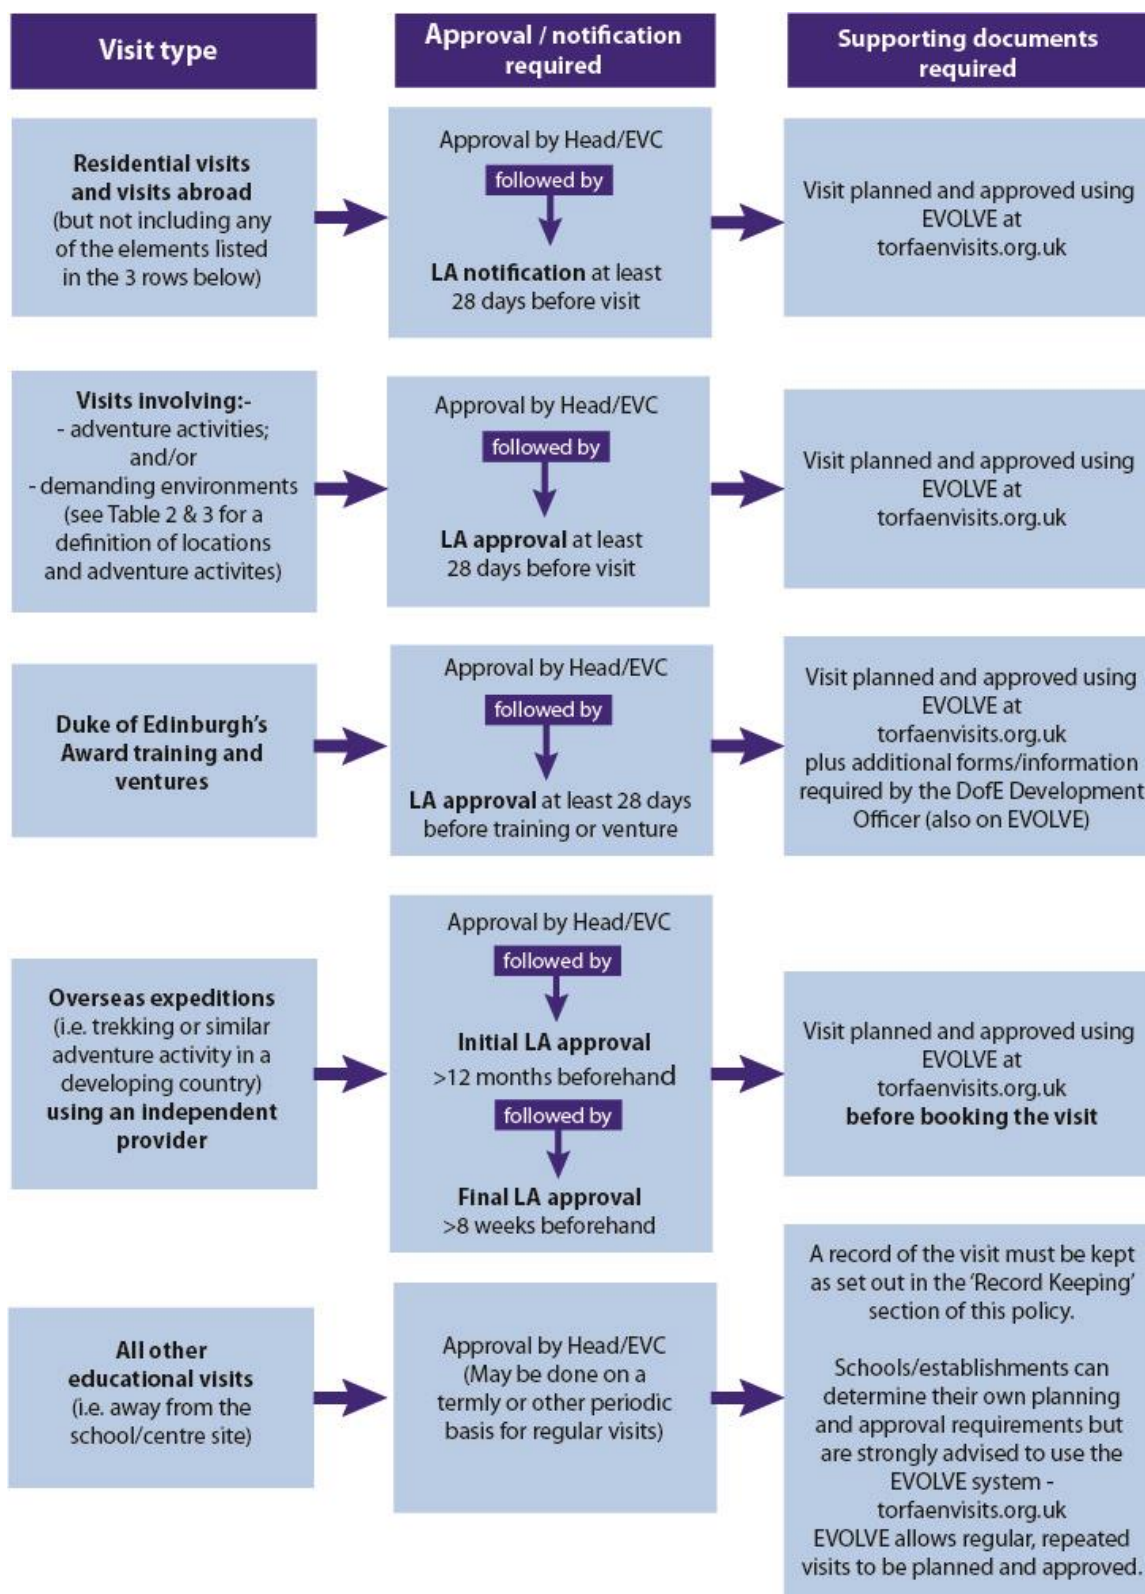 Visit type
Approval / notification
required
Supporting documents
required
Residential visits
and visits abroad
(but not including any
of the elements listed
in the 3 rows below)
Approval by Head/EVC
followed by
LA notification at least
28 days before visit
Visit planned and approved using
EVOLVE at
torfaenvisits.org.uk
Visits involving:-
- adventure activities;
and/or
- demanding environments
(see Table 2 & 3 for a
definition of locations
and adventure activites)
Approval by Head/EVC
followed by
LA approval at least
28 days before visit
Visit planned and approved using
EVOLVE at
torfaenvisits.org.uk
Duke of Edinburgh's
Award training and
ventures
Approval by Head/EVC
followed by
LA approval at least 28 days
before training or venture
Visit planned and approved using
EVOLVE at
torfaenvisits.org.uk
plus additional forms/information
required by the DofE Development
Officer (also on EVOLVE)
Overseas expeditions
(i.e. trekking or similar
adventure activity in a
developing country)
using an independent
provider
Approval by Head/EVC
followed by
Initial LA approval
>12 months beforehand
followed by
Final LA approval
>8 weeks beforehand
Visit planned and approved using
EVOLVE at
torfaenvisits.org.uk
before booking the visit
All other
educational visits
(i.e. away from the
school/centre site)
Approval by Head/EVC
(May be done on a
termly or other periodic
basis for regular visits)
A record of the visit must be kept
as set out in the 'Record Keeping'
section of this policy.
Schools/establishments can
determine their own planning
and approval requirements but
are strongly advised to use the
EVOLVE system -
torfaenvisits.org.uk
EVOLVE allows regular, repeated
visits to be planned and approved.